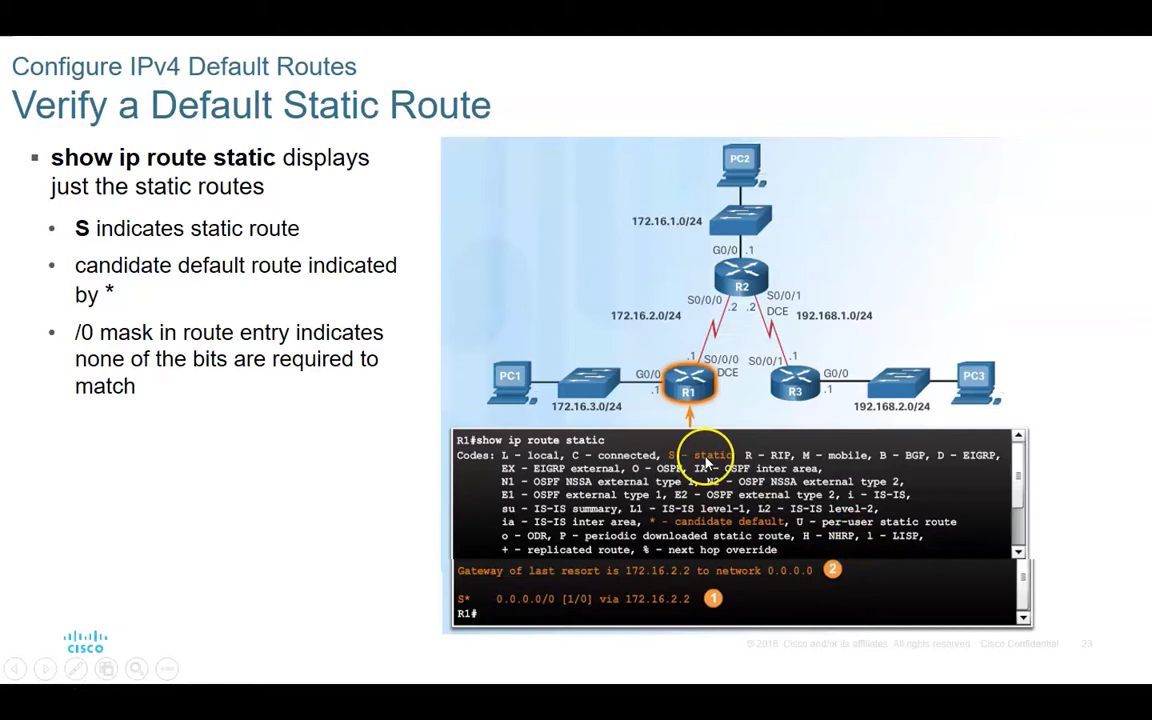 Configure IPv4 Default Routes
Verify a Default Static Route
▪ show ip route static displays
just the static routes
• S indicates static route
• candidate default route indicated
by *
• /0 mask in route entry indicates
none of the bits are required to
match
PC2
172.16.1.0/24
G0/0 .1
R2
S0/0/0 .2 .2 S0/0/1
DCE
172.16.2.0/24
192.168.1.0/24
.1 S0/0/0
DCE
S0/0/1 .1
PC1
G0/0
.1
R1
R3
G0/0
.1
PC3
172.16.3.0/24
192.168.2.0/24
R1#show ip route static
Codes: L - local, C - connected, S - static, R - RIP, M - mobile, B - BGP, D - EIGRP,
EX - EIGRP external, O - OSPF, IA - OSPF inter area,
N1 - OSPF NSSA external type 1, N2 - OSPF NSSA external type 2,
E1 - OSPF external type 1, E2 - OSPF external type 2, i - IS-IS,
su - IS-IS summary, L1 - IS-IS level-1, L2 - IS-IS level-2,
ia - IS-IS inter area, * - candidate default, U - per-user static route
o - ODR, P - periodic downloaded static route, H - NHRP, l - LISP,
+ - replicated route, % - next hop override
Gateway of last resort is 172.16.2.2 to network 0.0.0.0 2
S* 0.0.0.0/0 [1/0] via 172.16.2.2 1
R1#
CISCO
© 2016 Cisco and/or its affiliates. All rights reserved. Cisco Confidential 23